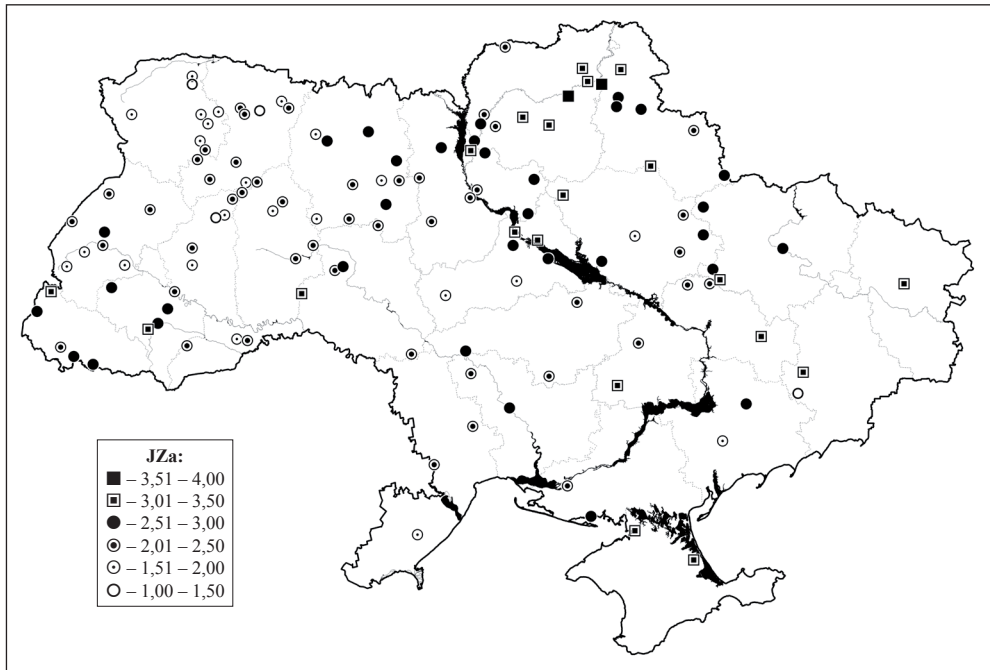 JZa:
– 3,51 – 4,00
– 3,01 – 3,50
– 2,51 – 3,00
– 2,01 – 2,50
– 1,51 – 2,00
– 1,00 – 1,50